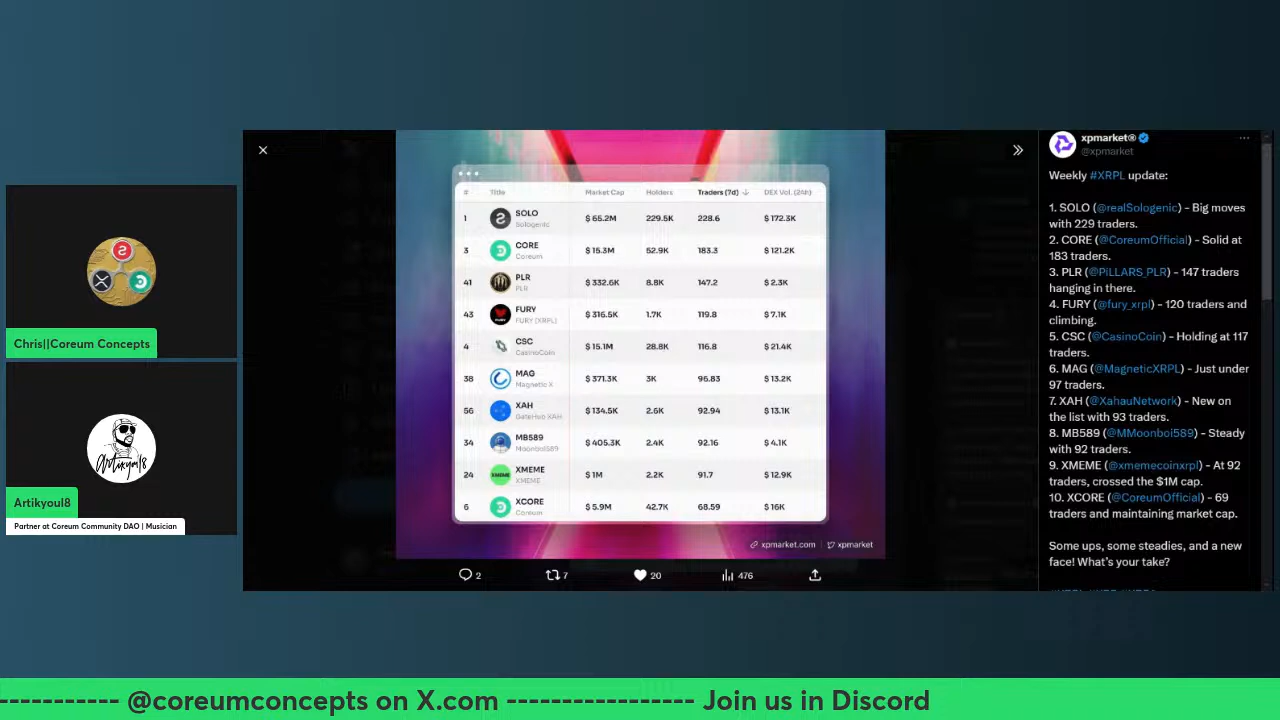 Chris||Coreum Concepts
Artikyoul8
Partner at Coreum Community DAO | Musician
# Title Market Cap Holders Traders (7d) ↓ DEX Vol. (24h)
1 SOLO $ 65.2M 229.5K 228.6 $ 172.3K
Sologenic
3 CORE $ 15.3M 52.9K 183.3 $ 121.2K
Coreum
41 PLR $ 332.6K 8.8K 147.2 $ 2.3K
PLR
43 FURY $ 316.5K 1.7K 119.8 $ 7.1K
FURY (XRPL)
4 CSC $ 15.1M 28.8K 116.8 $ 21.4K
CasinoCoin
38 MAG $ 371.3K 3K 96.83 $ 13.2K
Magnetic X
56 XAH $ 134.5K 2.6K 92.94 $ 13.1K
GateHub XAH
34 MB589 $ 405.3K 2.4K 92.16 $ 4.1K
Moonboi589
24 XMEME $ 1M 2.2K 91.7 $ 12.9K
XMEME
6 XCORE $ 5.9M 42.7K 68.59 $ 16K
Coreum
xpmarket.com | xpmarket
2 7 20 476
xpmarket®
@xpmarket
Weekly #XRPL update:
1. SOLO (@realSologenic) - Big moves
with 229 traders.
2. CORE (@CoreumOfficial) - Solid at
183 traders.
3. PLR (@PiLLARS_PLR) - 147 traders
hanging in there.
4. FURY (@fury_xrpl) - 120 traders and
climbing.
5. CSC (@CasinoCoin) - Holding at 117
traders.
6. MAG (@MagneticXRPL) - Just under
97 traders.
7. XAH (@XahauNetwork) - New on
the list with 93 traders.
8. MB589 (@MMoonboi589) - Steady
with 92 traders.
9. XMEME (@xmemecoinxrpl) - At 92
traders, crossed the $1M cap.
10. XCORE (@CoreumOfficial) - 69
traders and maintaining market cap.
Some ups, some steadies, and a new
face! What's your take?
----------- @coreumconcepts on X.com ----------------- Join us in Discord